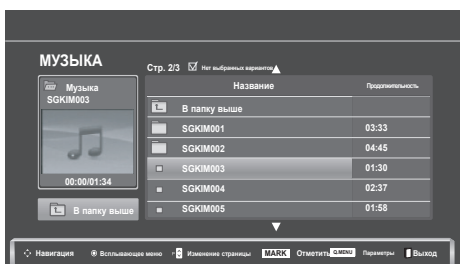 МУЗЫКА
Стр. 2/3 Нет выбранных вариантов
Музыка
SGKIM003
00:00/01:34
В папку выше
Название Продолжительность
В папку выше
SGKIM001 03:33
SGKIM002 04:45
SGKIM003 01:30
SGKIM004 02:37
SGKIM005 01:58
Навигация Всплывающее меню Изменение страницы MARK Отметить Q.MENU Параметры Выход